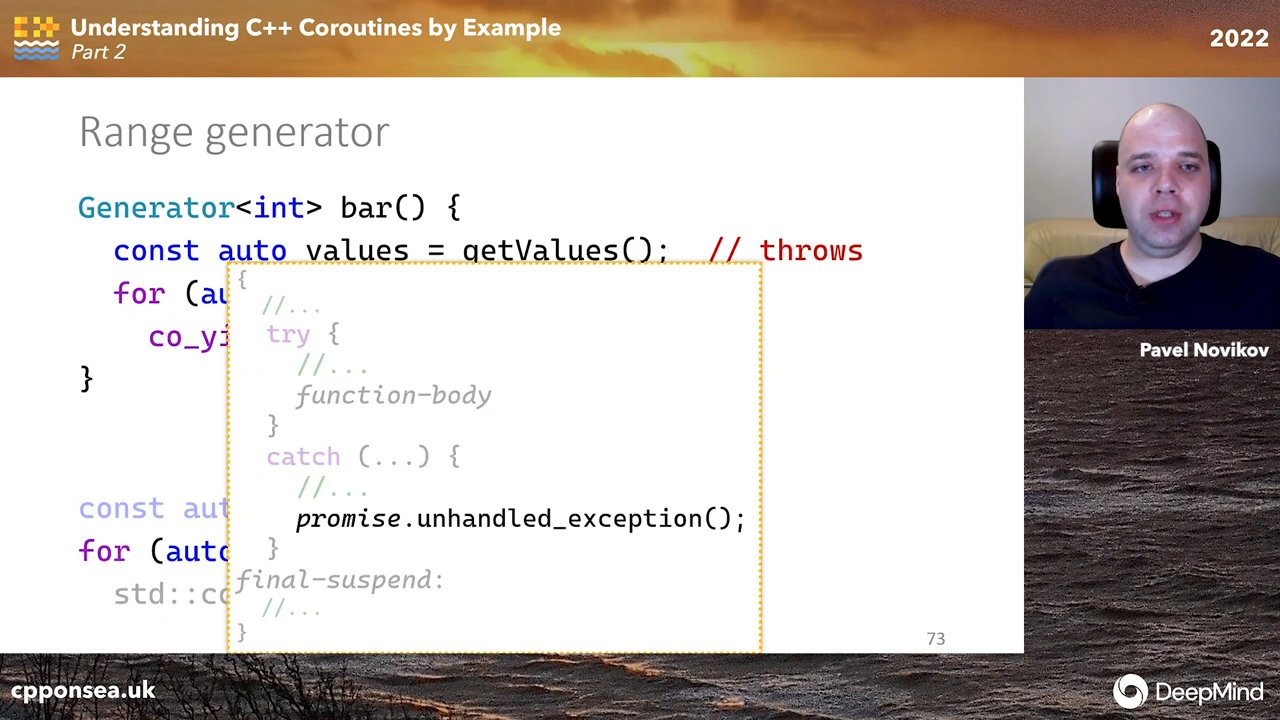 Understanding C++ Coroutines by Example
Part 2
2022
Range generator
Generator<int> bar() {
const auto values = getValues(); // throws
for (au
co_yi
}
const aut
for (auto
std::co
{
//...
try {
//...
function-body
}
catch (...) {
//...
promise.unhandled_exception();
}
final-suspend:
//...
}
73
Pavel Novikov
cpponsea.uk
DeepMind